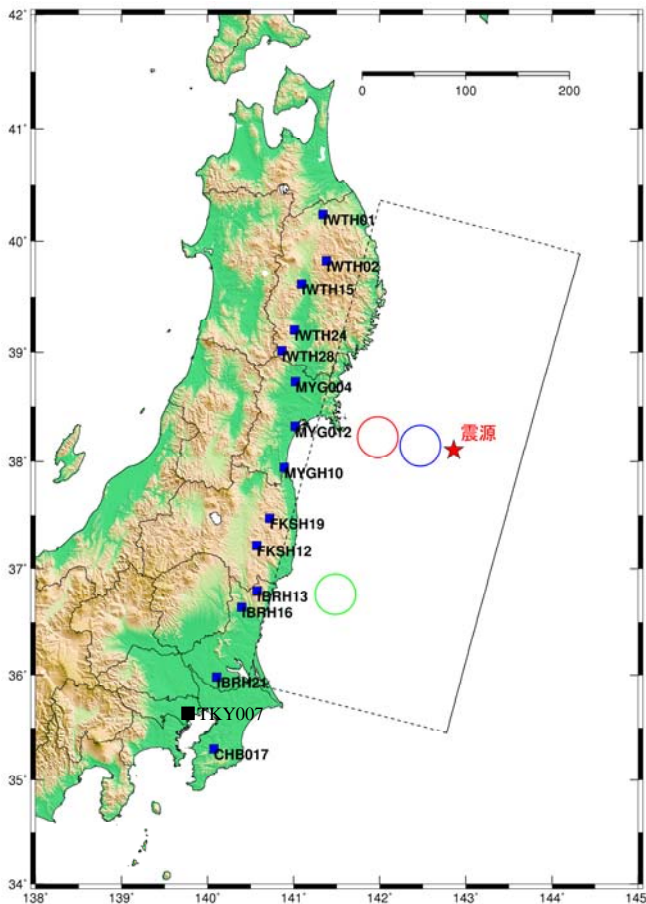 42°
0 100 200
41°
IWTH01
40°
IWTH02
IWTH15
IWTH24
39°
IWTH28
MYG004
MYG012
震源
38°
MYGH10
FKSH19
FKSH12
37°
IBRH13
IBRH16
36°
IBRH21
TKY007
CHB017
35°
34°
138° 139° 140° 141° 142° 143° 144° 145°